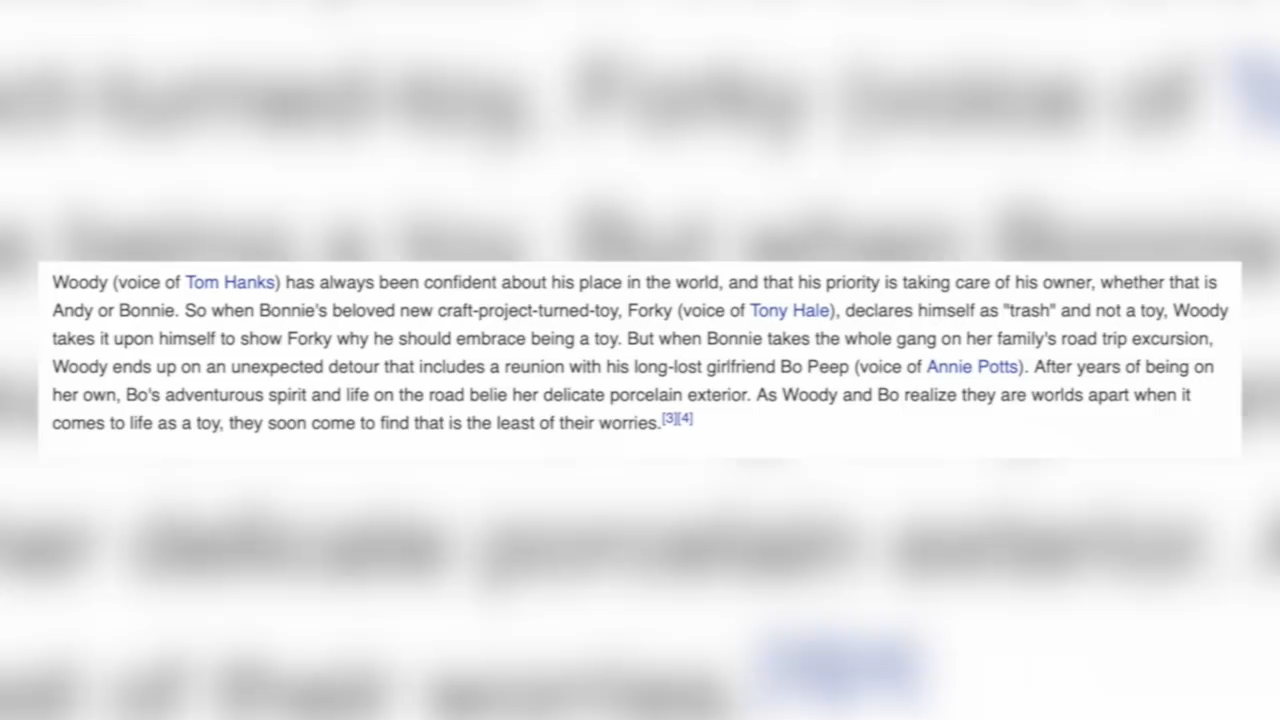 Woody (voice of Tom Hanks) has always been confident about his place in the world, and that his priority is taking care of his owner, whether that is
Andy or Bonnie. So when Bonnie's beloved new craft-project-turned-toy, Forky (voice of Tony Hale), declares himself as "trash" and not a toy, Woody
takes it upon himself to show Forky why he should embrace being a toy. But when Bonnie takes the whole gang on her family's road trip excursion,
Woody ends up on an unexpected detour that includes a reunion with his long-lost girlfriend Bo Peep (voice of Annie Potts). After years of being on
her own, Bo's adventurous spirit and life on the road belie her delicate porcelain exterior. As Woody and Bo realize they are worlds apart when it
comes to life as a toy, they soon come to find that is the least of their worries.[3][4]